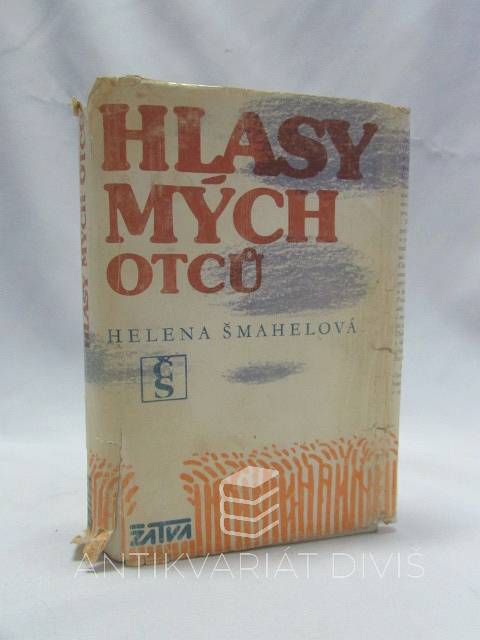 HLASY
MÝCH
OTCŮ
HELENA ŠMAHELOVÁ
ČS
ŽATVA
HLASY MÝCH OTCŮ
ANTIKVARIÁT DIVIŠ